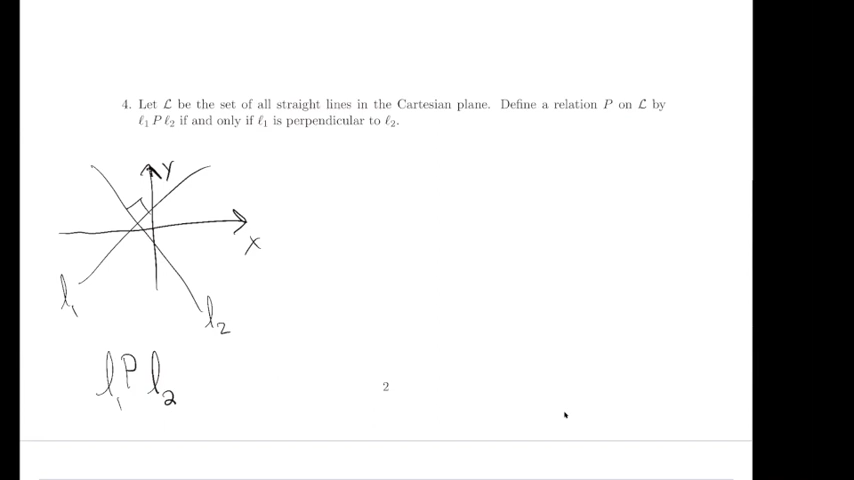 4. Let ℒ be the set of all straight lines in the Cartesian plane. Define a relation P on ℒ by
ℓ₁ P ℓ₂ if and only if ℓ₁ is perpendicular to ℓ₂.
y
x
l₁
l₂
l₁ P l₂
2